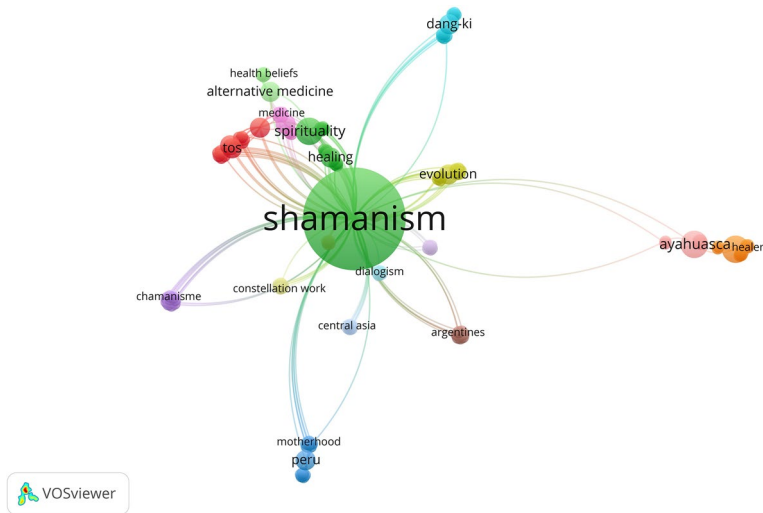 dang-ki
health beliefs
alternative medicine
medicine
spirituality
tos
healing
evolution
shamanism
ayahuasca
healer
dialogism
constellation work
chamanisme
central asia
argentines
motherhood
peru
VOSviewer